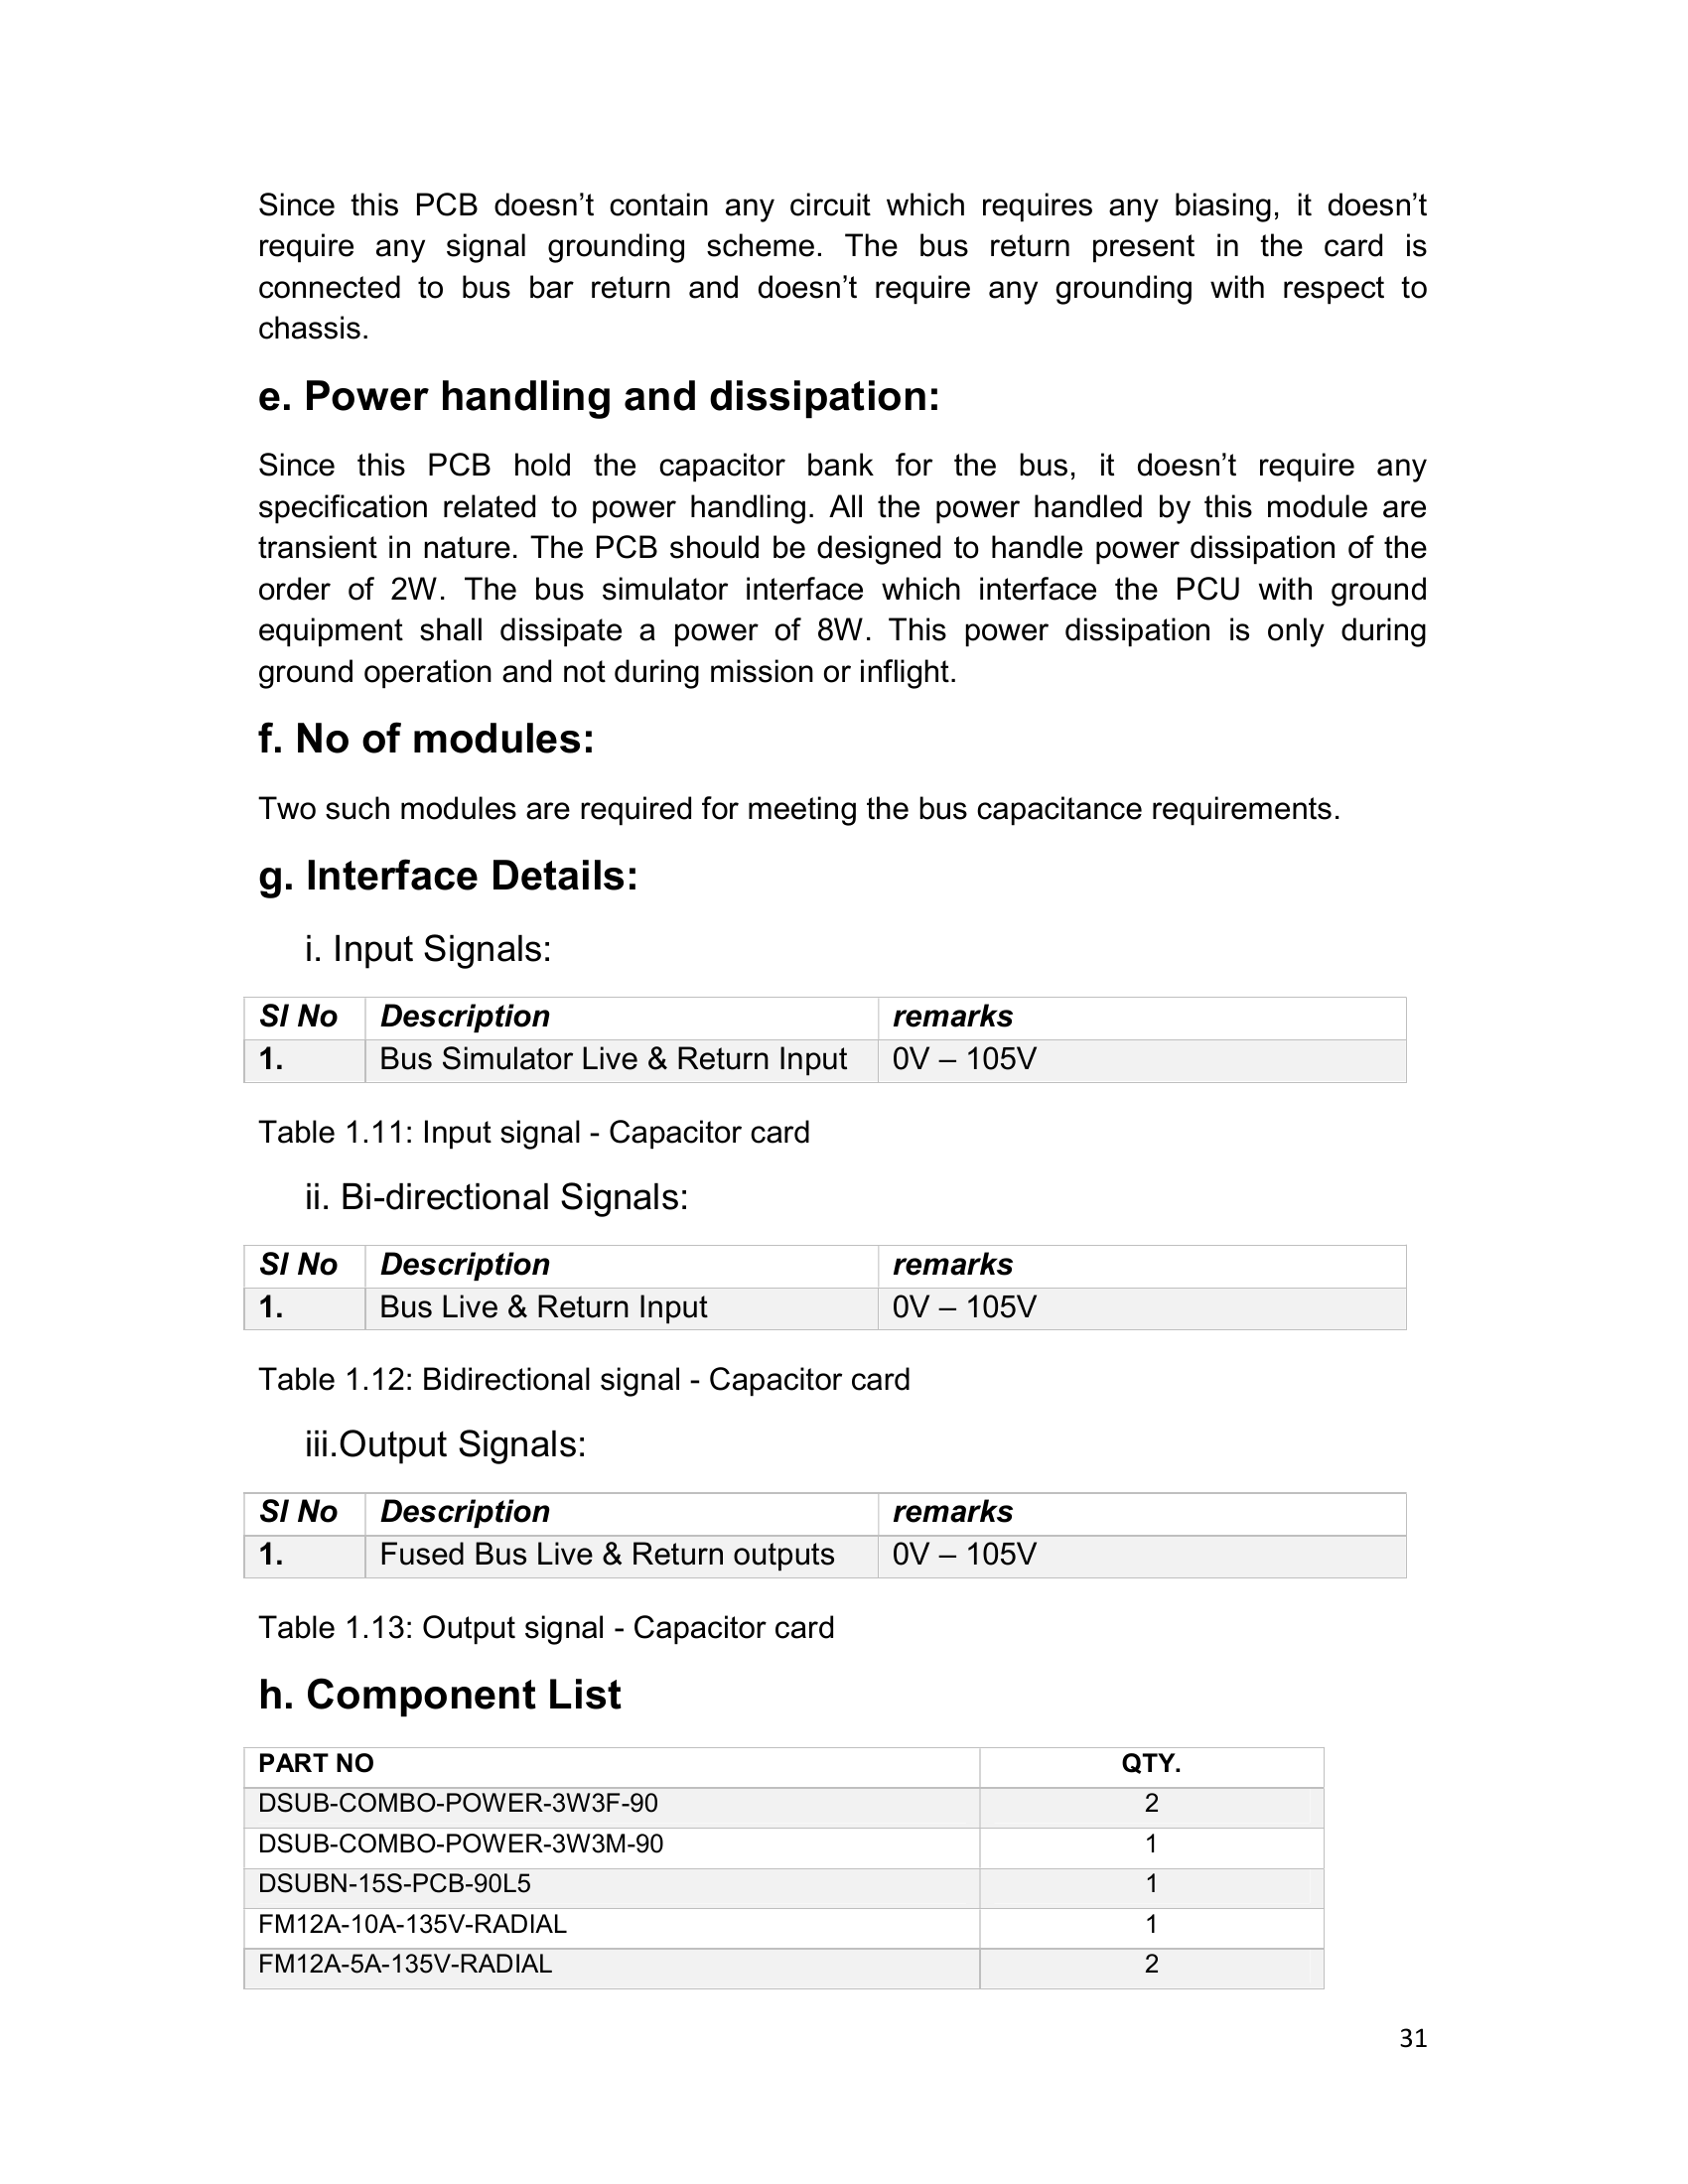 Since this PCB doesn’t contain any circuit which requires any biasing, it doesn’t
require any signal grounding scheme. The bus return present in the card is
connected to bus bar return and doesn’t require any grounding with respect to
chassis.
e. Power handling and dissipation:
Since this PCB hold the capacitor bank for the bus, it doesn’t require any
specification related to power handling. All the power handled by this module are
transient in nature. The PCB should be designed to handle power dissipation of the
order of 2W. The bus simulator interface which interface the PCU with ground
equipment shall dissipate a power of 8W. This power dissipation is only during
ground operation and not during mission or inflight.
f. No of modules:
Two such modules are required for meeting the bus capacitance requirements.
g. Interface Details:
i. Input Signals:
Sl No Description remarks
1. Bus Simulator Live & Return Input 0V – 105V
Table 1.11: Input signal - Capacitor card
ii. Bi-directional Signals:
Sl No Description remarks
1. Bus Live & Return Input 0V – 105V
Table 1.12: Bidirectional signal - Capacitor card
iii.Output Signals:
Sl No Description remarks
1. Fused Bus Live & Return outputs 0V – 105V
Table 1.13: Output signal - Capacitor card
h. Component List
PART NO QTY.
DSUB-COMBO-POWER-3W3F-90 2
DSUB-COMBO-POWER-3W3M-90 1
DSUBN-15S-PCB-90L5 1
FM12A-10A-135V-RADIAL 1
FM12A-5A-135V-RADIAL 2
31